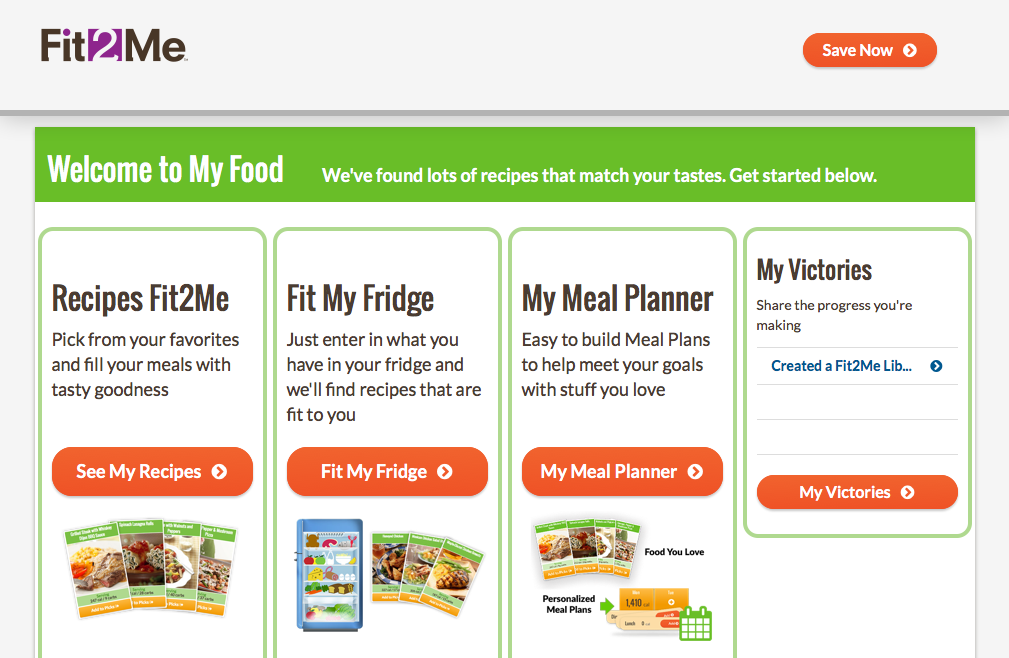 Fit2Me
Save Now
Welcome to My Food
We've found lots of recipes that match your tastes. Get started below.
Recipes Fit2Me
Pick from your favorites
and fill your meals with
tasty goodness
See My Recipes
Fit My Fridge
Just enter in what you
have in your fridge and
we'll find recipes that are
fit to you
Fit My Fridge
My Meal Planner
Easy to build Meal Plans
to help meet your goals
with stuff you love
My Meal Planner
Food You Love
Personalized
Meal Plans
1,410
Lunch
My Victories
Share the progress you're
making
Created a Fit2Me Lib...
My Victories